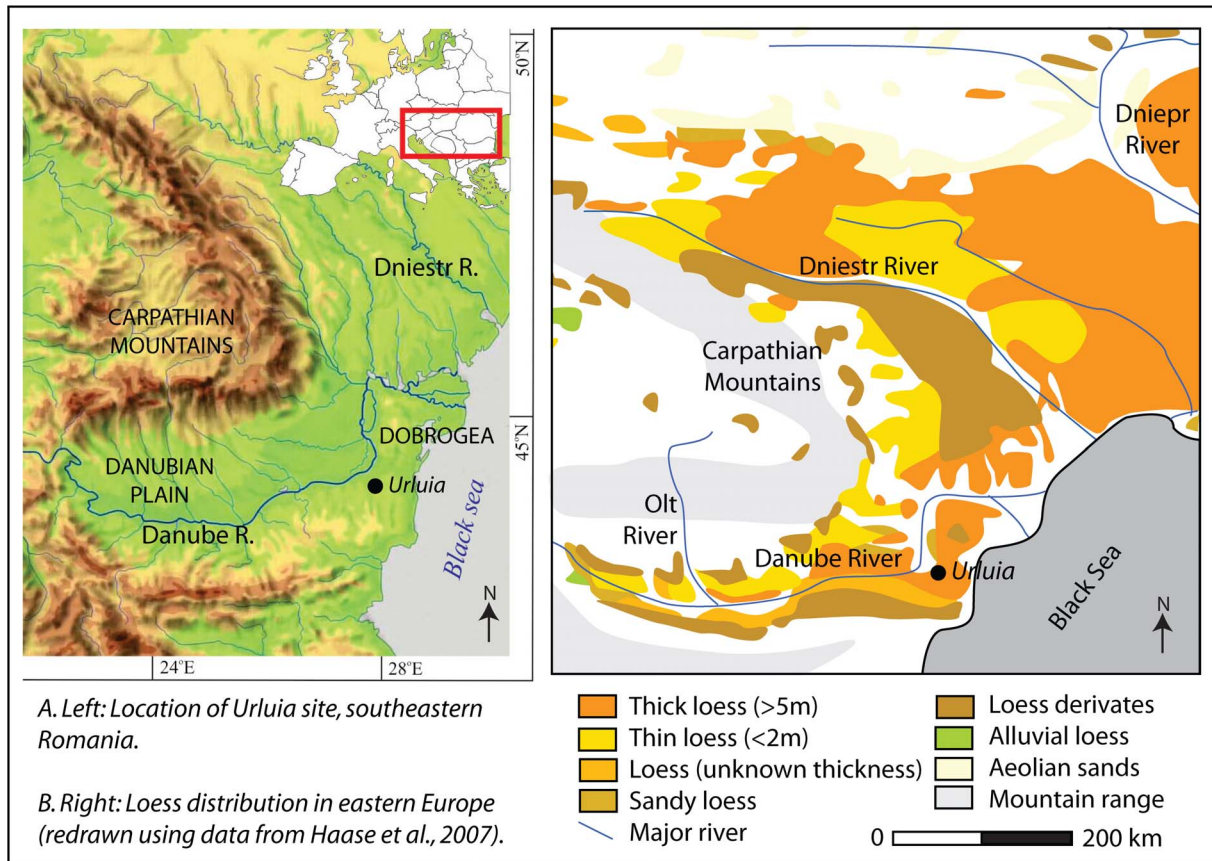 50°N
45°N
24°E
28°E
CARPATHIAN
MOUNTAINS
Dniestr R.
DOBROGEA
DANUBIAN
PLAIN
Urluia
Danube R.
Black sea
N
A. Left: Location of Urluia site, southeastern
Romania.
B. Right: Loess distribution in eastern Europe
(redrawn using data from Haase et al., 2007).
Dniepr
River
Dniestr River
Carpathian
Mountains
Olt
River
Danube River
Urluia
Black Sea
N
Thick loess (>5m)
Thin loess (<2m)
Loess (unknown thickness)
Sandy loess
Major river
Loess derivates
Alluvial loess
Aeolian sands
Mountain range
0 200 km